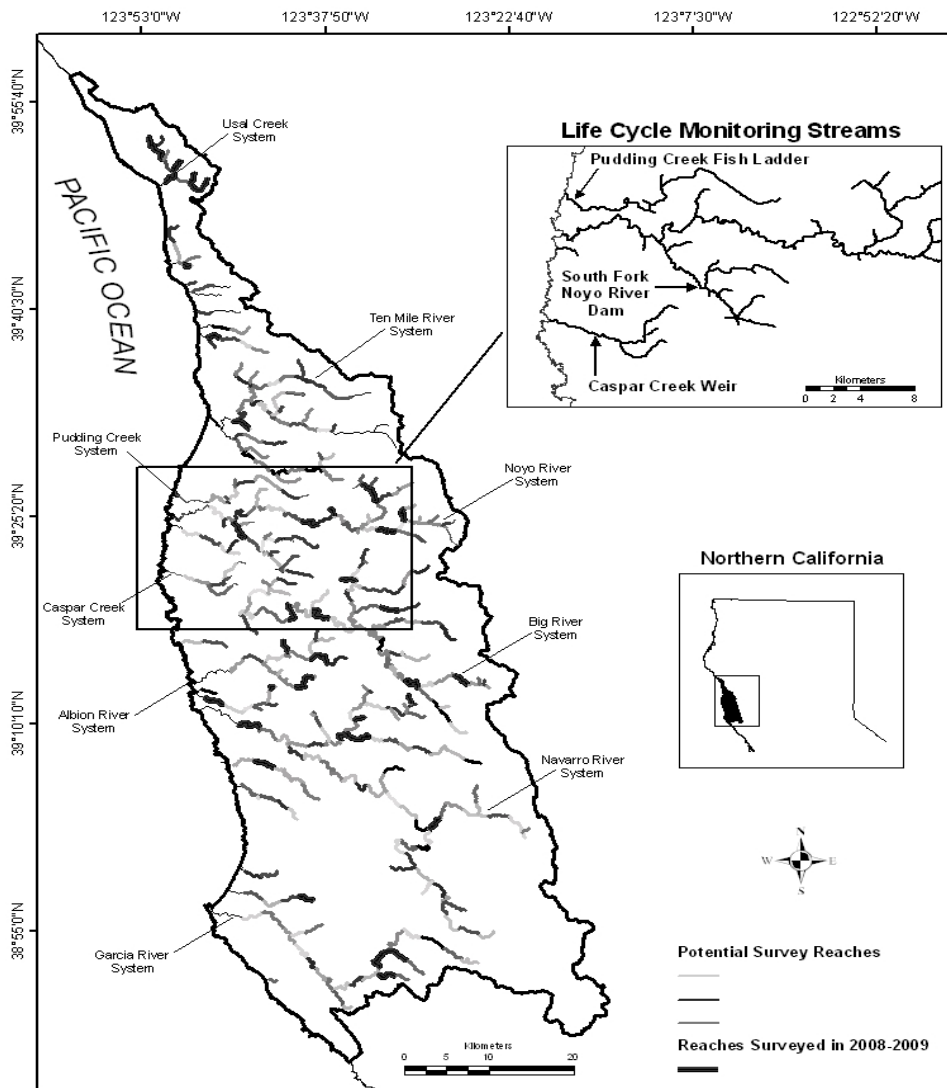 123°53'0"W
123°37'50"W
123°22'40"W
123°7'30"W
122°52'20"W
39°55'40"N
39°40'30"N
39°25'20"N
39°10'10"N
38°55'0"N
PACIFIC OCEAN
Usal Creek
System
Ten Mile River
System
Pudding Creek
System
Noyo River
System
Caspar Creek
System
Big River
System
Albion River
System
Navarro River
System
Garcia River
System
Kilometers
0 5 10 20
Life Cycle Monitoring Streams
Pudding Creek Fish Ladder
South Fork
Noyo River
Dam
Caspar Creek Weir
Kilometers
0 2 4 8
Northern California
N
W E
S
Potential Survey Reaches
Reaches Surveyed in 2008-2009